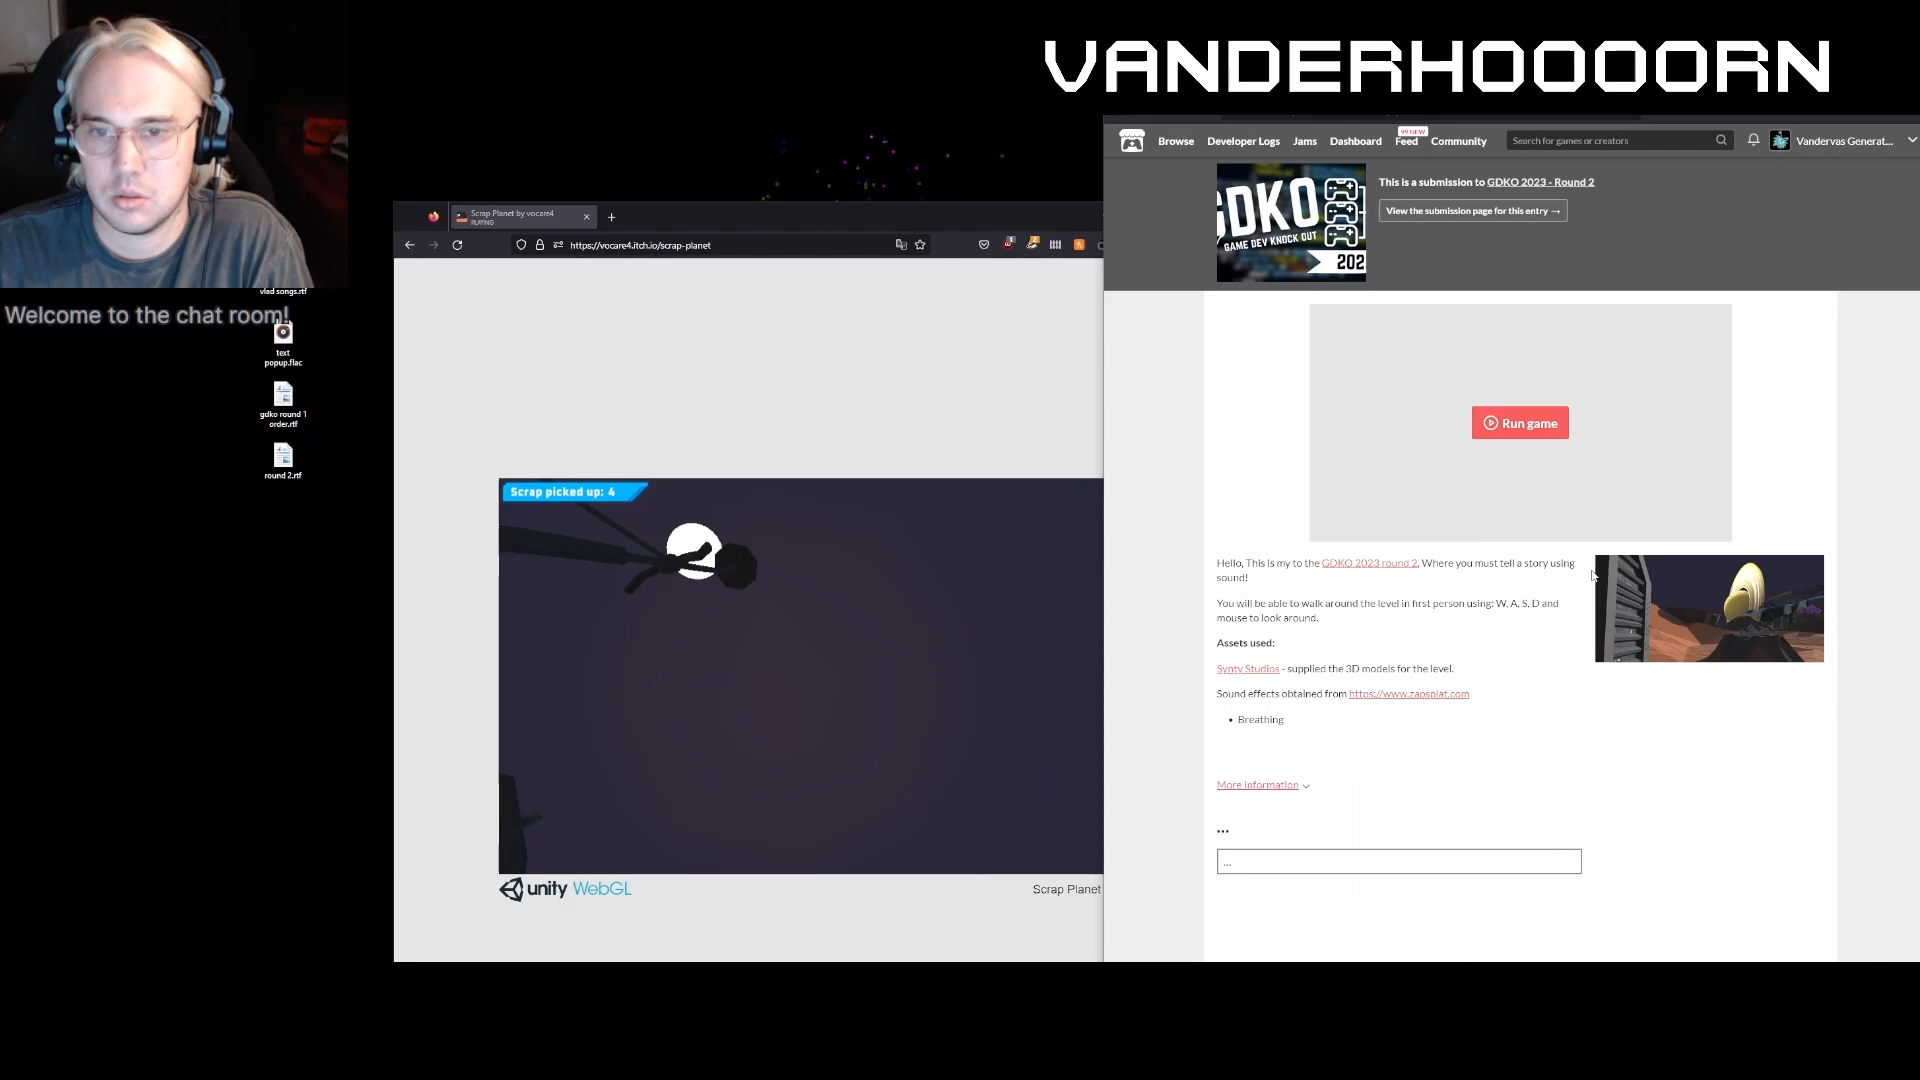 VANDERHOOOORN
vlad songs.rtf
Welcome to the chat room!
text
popup.flac
gdko round 1
order.rtf
round 2.rtf
Scrap Planet by vocare4
PLAYING
https://vocare4.itch.io/scrap-planet
Scrap picked up: 4
unity WebGL
Scrap Planet
Browse
Developer Logs
Jams
Dashboard
99 NEW
Feed
Community
Search for games or creators
Vandervas Generat...
GDKO
GAME DEV KNOCK OUT
202
This is a submission to GDKO 2023 - Round 2
View the submission page for this entry →
Run game
Hello, This is my to the GDKO 2023 round 2. Where you must tell a story using
sound!
You will be able to walk around the level in first person using: W, A, S, D and
mouse to look around.
Assets used:
Synty Studios - supplied the 3D models for the level.
Sound effects obtained from https://www.zapsplat.com
• Breathing
More information
...
...